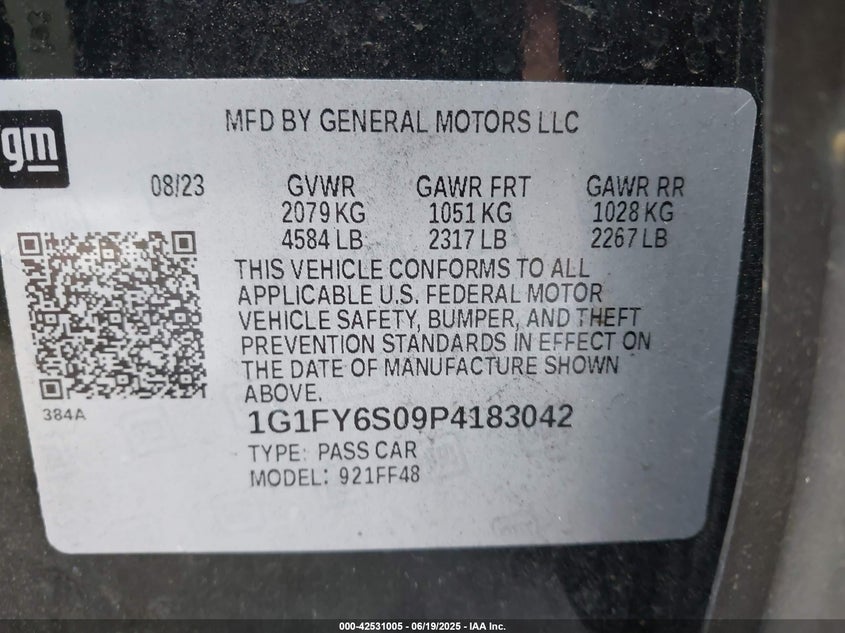 MFD BY GENERAL MOTORS LLC
gm
08/23 GVWR GAWR FRT GAWR RR
2079 KG 1051 KG 1028 KG
4584 LB 2317 LB 2267 LB
THIS VEHICLE CONFORMS TO ALL
APPLICABLE U.S. FEDERAL MOTOR
VEHICLE SAFETY, BUMPER, AND THEFT
PREVENTION STANDARDS IN EFFECT ON
THE DATE OF MANUFACTURE SHOWN
ABOVE.
384A
1G1FY6S09P4183042
TYPE: PASS CAR
MODEL: 921FF48
000-42531005 - 06/19/2025 - IAA Inc.